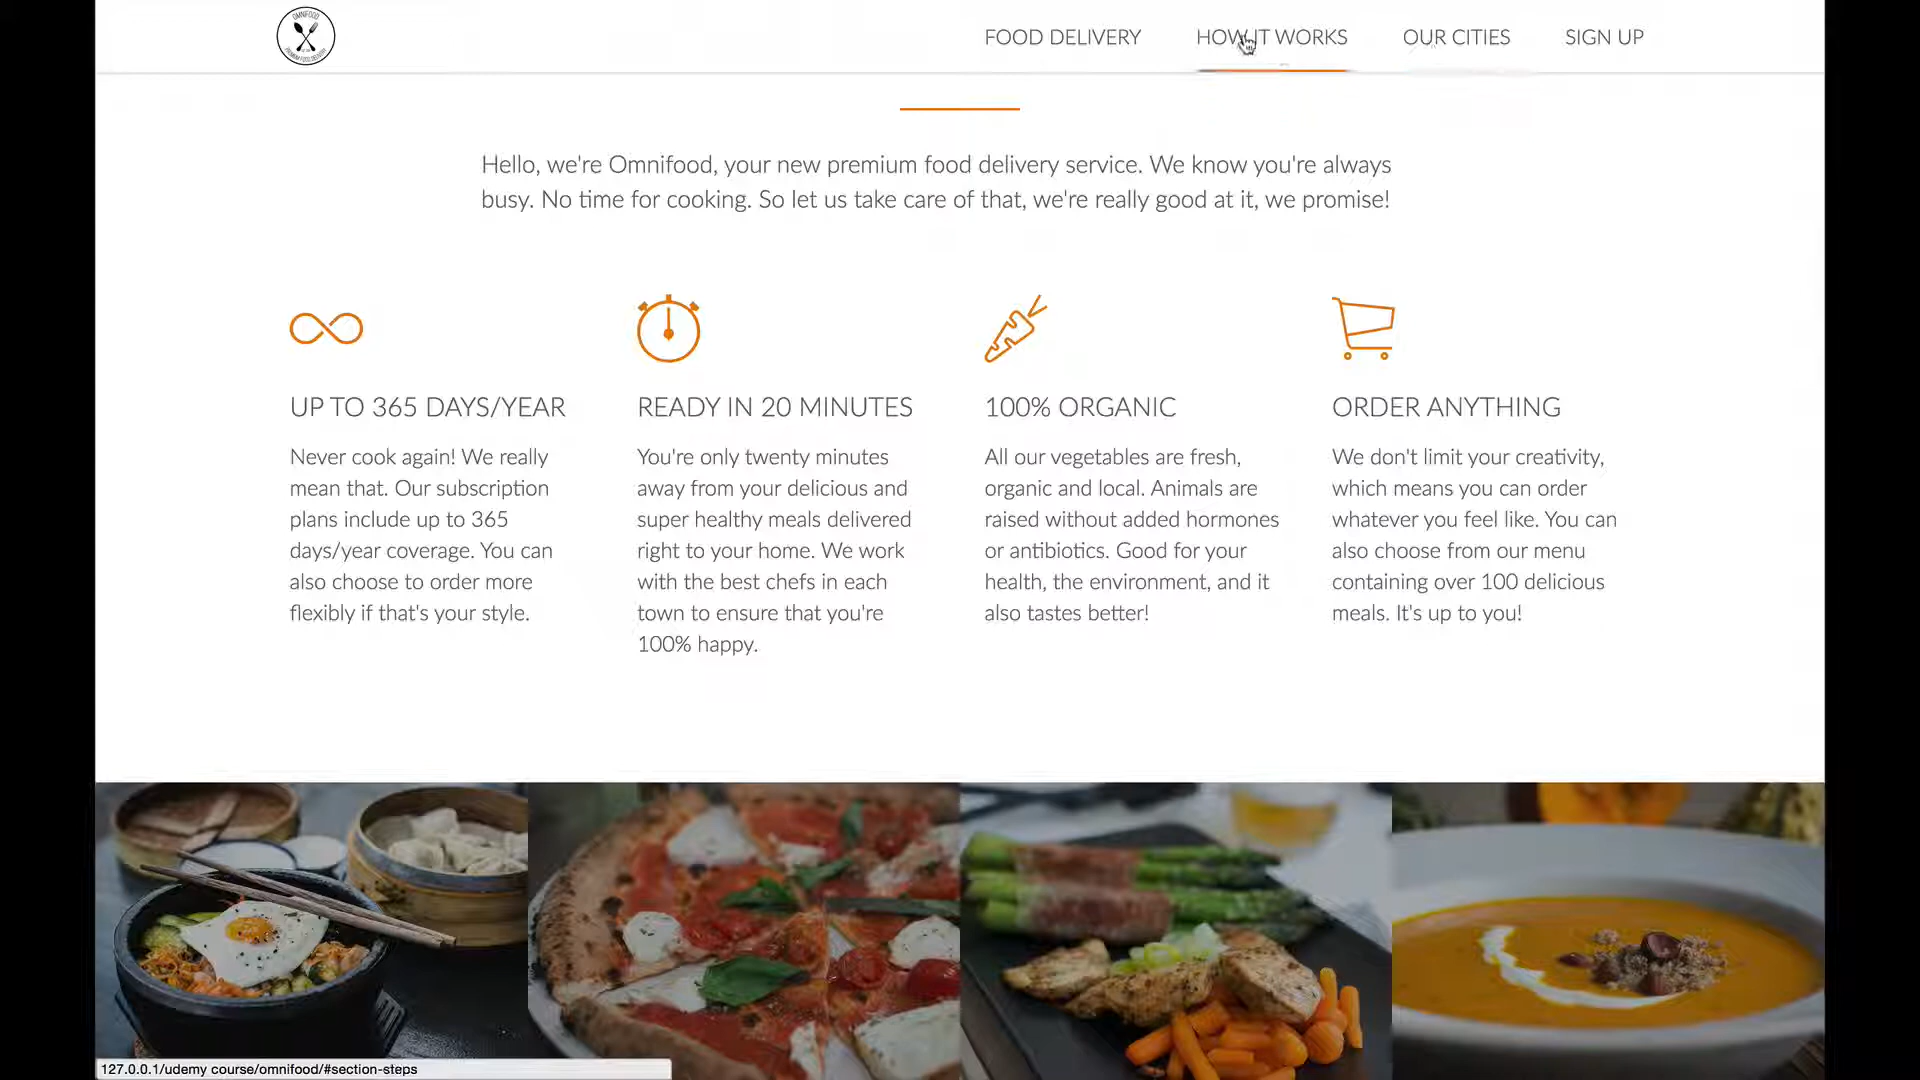 OMNIFOOD
FOOD DELIVERY
HOW IT WORKS
OUR CITIES
SIGN UP
Hello, we're Omnifood, your new premium food delivery service. We know you're always
busy. No time for cooking. So let us take care of that, we're really good at it, we promise!
UP TO 365 DAYS/YEAR
Never cook again! We really
mean that. Our subscription
plans include up to 365
days/year coverage. You can
also choose to order more
flexibly if that's your style.
READY IN 20 MINUTES
You're only twenty minutes
away from your delicious and
super healthy meals delivered
right to your home. We work
with the best chefs in each
town to ensure that you're
100% happy.
100% ORGANIC
All our vegetables are fresh,
organic and local. Animals are
raised without added hormones
or antibiotics. Good for your
health, the environment, and it
also tastes better!
ORDER ANYTHING
We don't limit your creativity,
which means you can order
whatever you feel like. You can
also choose from our menu
containing over 100 delicious
meals. It's up to you!
127.0.0.1/udemy course/omnifood/#section-steps